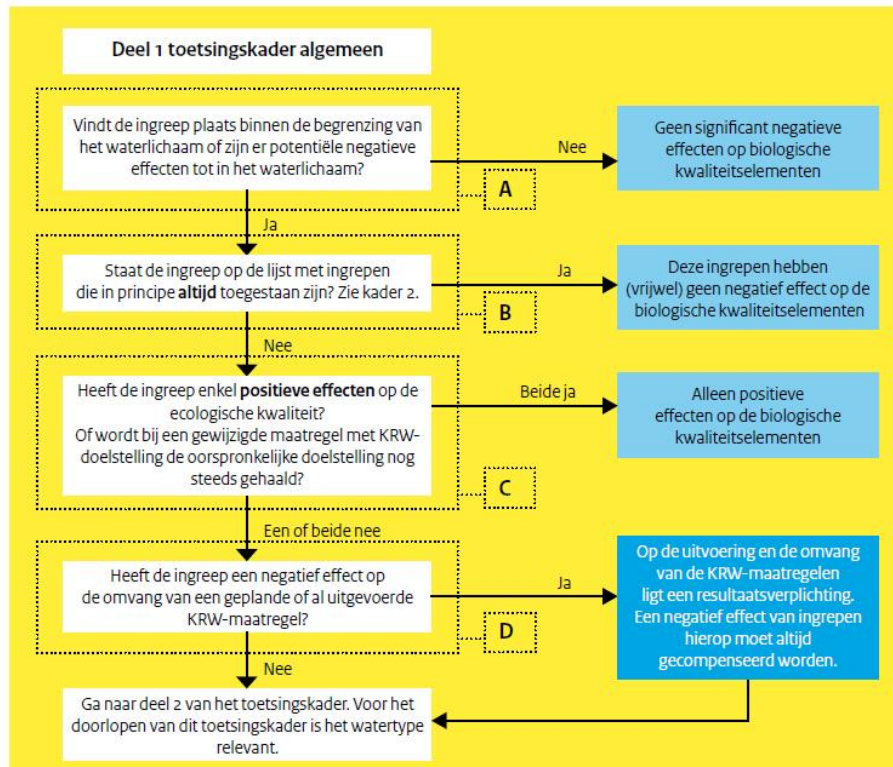 Deel 1 toetsingskader algemeen
Vindt de ingreep plaats binnen de begrenzing van
het waterlichaam of zijn er potentiële negatieve
effecten tot in het waterlichaam?
Nee
Geen significant negatieve
effecten op biologische
kwaliteitselementen
A
Ja
Staat de ingreep op de lijst met ingrepen
die in principe altijd toegestaan zijn? Zie kader 2.
Ja
Deze ingrepen hebben
(vrijwel) geen negatief effect op de
biologische kwaliteitselementen
B
Nee
Heeft de ingreep enkel positieve effecten op de
ecologische kwaliteit?
Of wordt bij een gewijzigde maatregel met KRW-
doelstelling de oorspronkelijke doelstelling nog
steeds gehaald?
Beide ja
Alleen positieve
effecten op de biologische
kwaliteitselementen
C
Een of beide nee
Heeft de ingreep een negatief effect op
de omvang van een geplande of al uitgevoerde
KRW-maatregel?
Ja
Op de uitvoering en de omvang
van de KRW-maatregelen
ligt een resultaatsverplichting.
Een negatief effect van ingrepen
hierop moet altijd
gecompenseerd worden.
D
Nee
Ga naar deel 2 van het toetsingskader. Voor het
doorlopen van dit toetsingskader is het watertype
relevant.